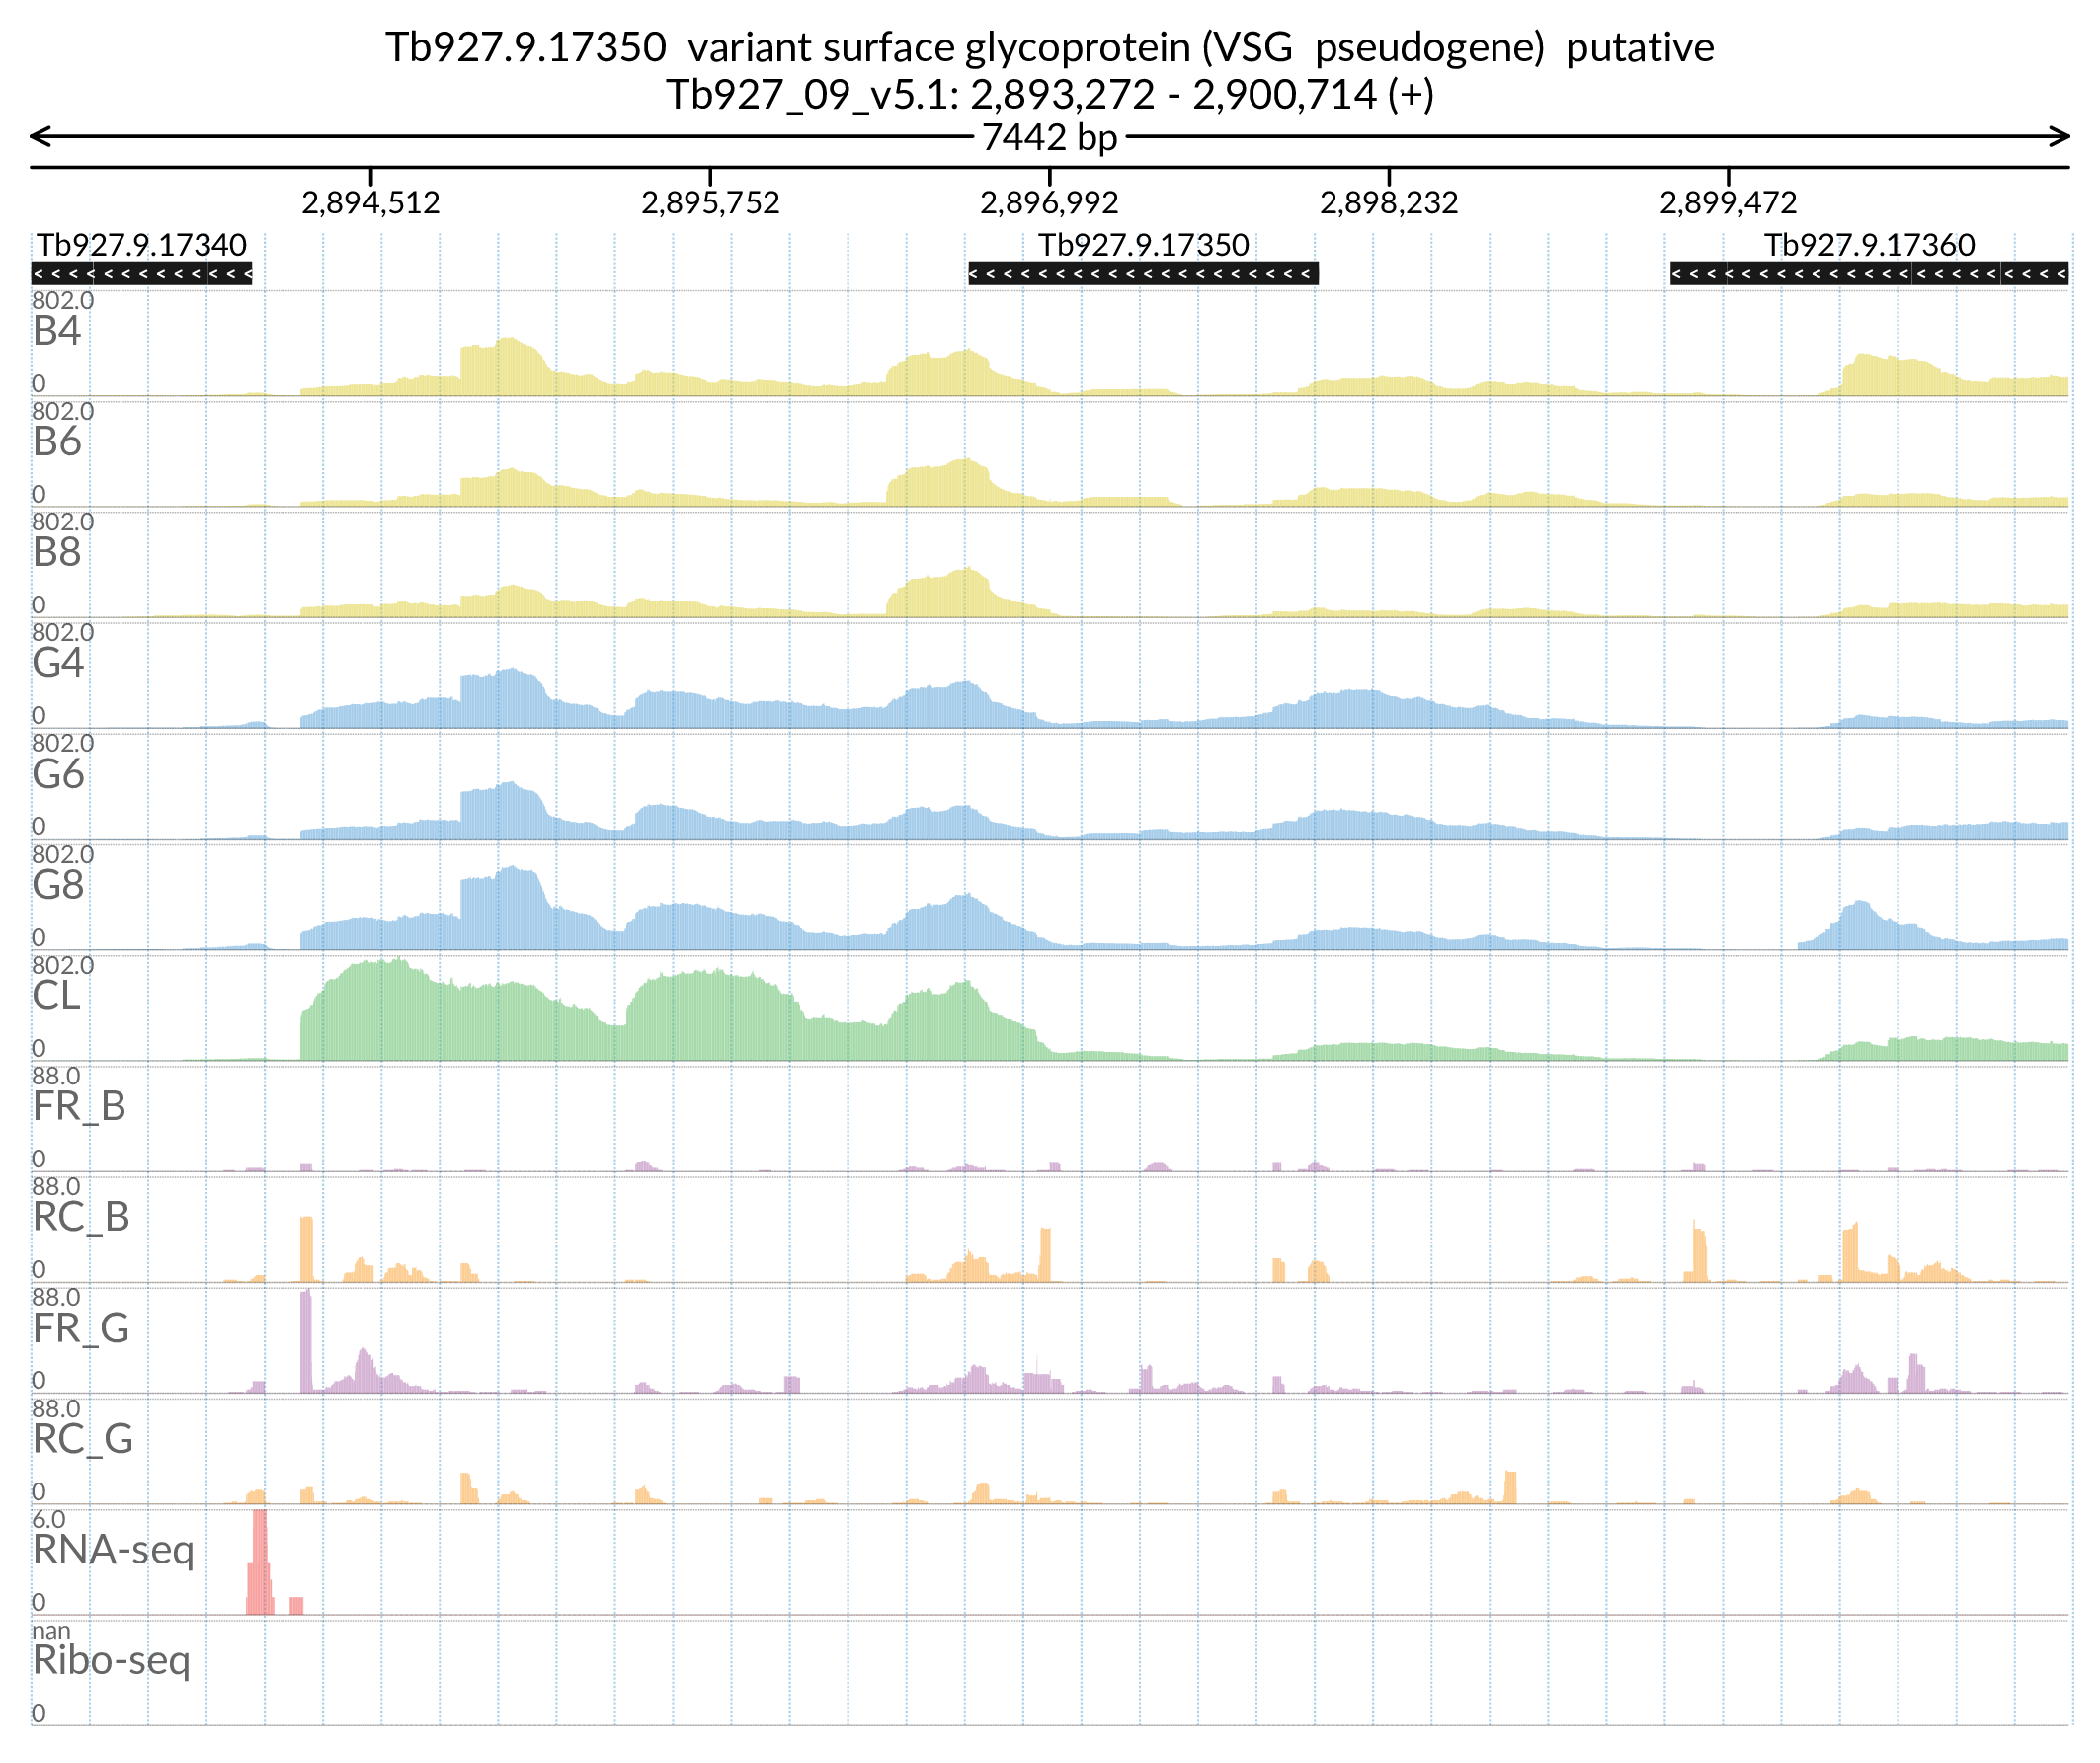 Tb927.9.17350 variant surface glycoprotein (VSG pseudogene) putative
Tb927_09_v5.1: 2,893,272 - 2,900,714 (+)
7442 bp
2,894,512 2,895,752 2,896,992 2,898,232 2,899,472
Tb927.9.17340 Tb927.9.17350 Tb927.9.17360
802.0
B4
0
802.0
B6
0
802.0
B8
0
802.0
G4
0
802.0
G6
0
802.0
G8
0
802.0
CL
0
88.0
FR_B
0
88.0
RC_B
0
88.0
FR_G
0
88.0
RC_G
0
6.0
RNA-seq
0
nan
Ribo-seq
0